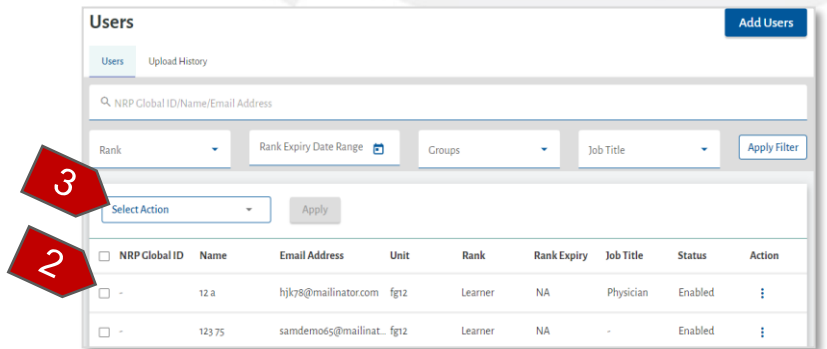 Users
Add Users
Users Upload History
NRP Global ID/Name/Email Address
Rank Rank Expiry Date Range Groups Job Title Apply Filter
3
Select Action Apply
2
NRP Global ID Name Email Address Unit Rank Rank Expiry Job Title Status Action
- 12 a hjk78@mailinator.com fg12 Learner NA Physician Enabled
- 123 75 samdemo65@mailinat... fg12 Learner NA - Enabled